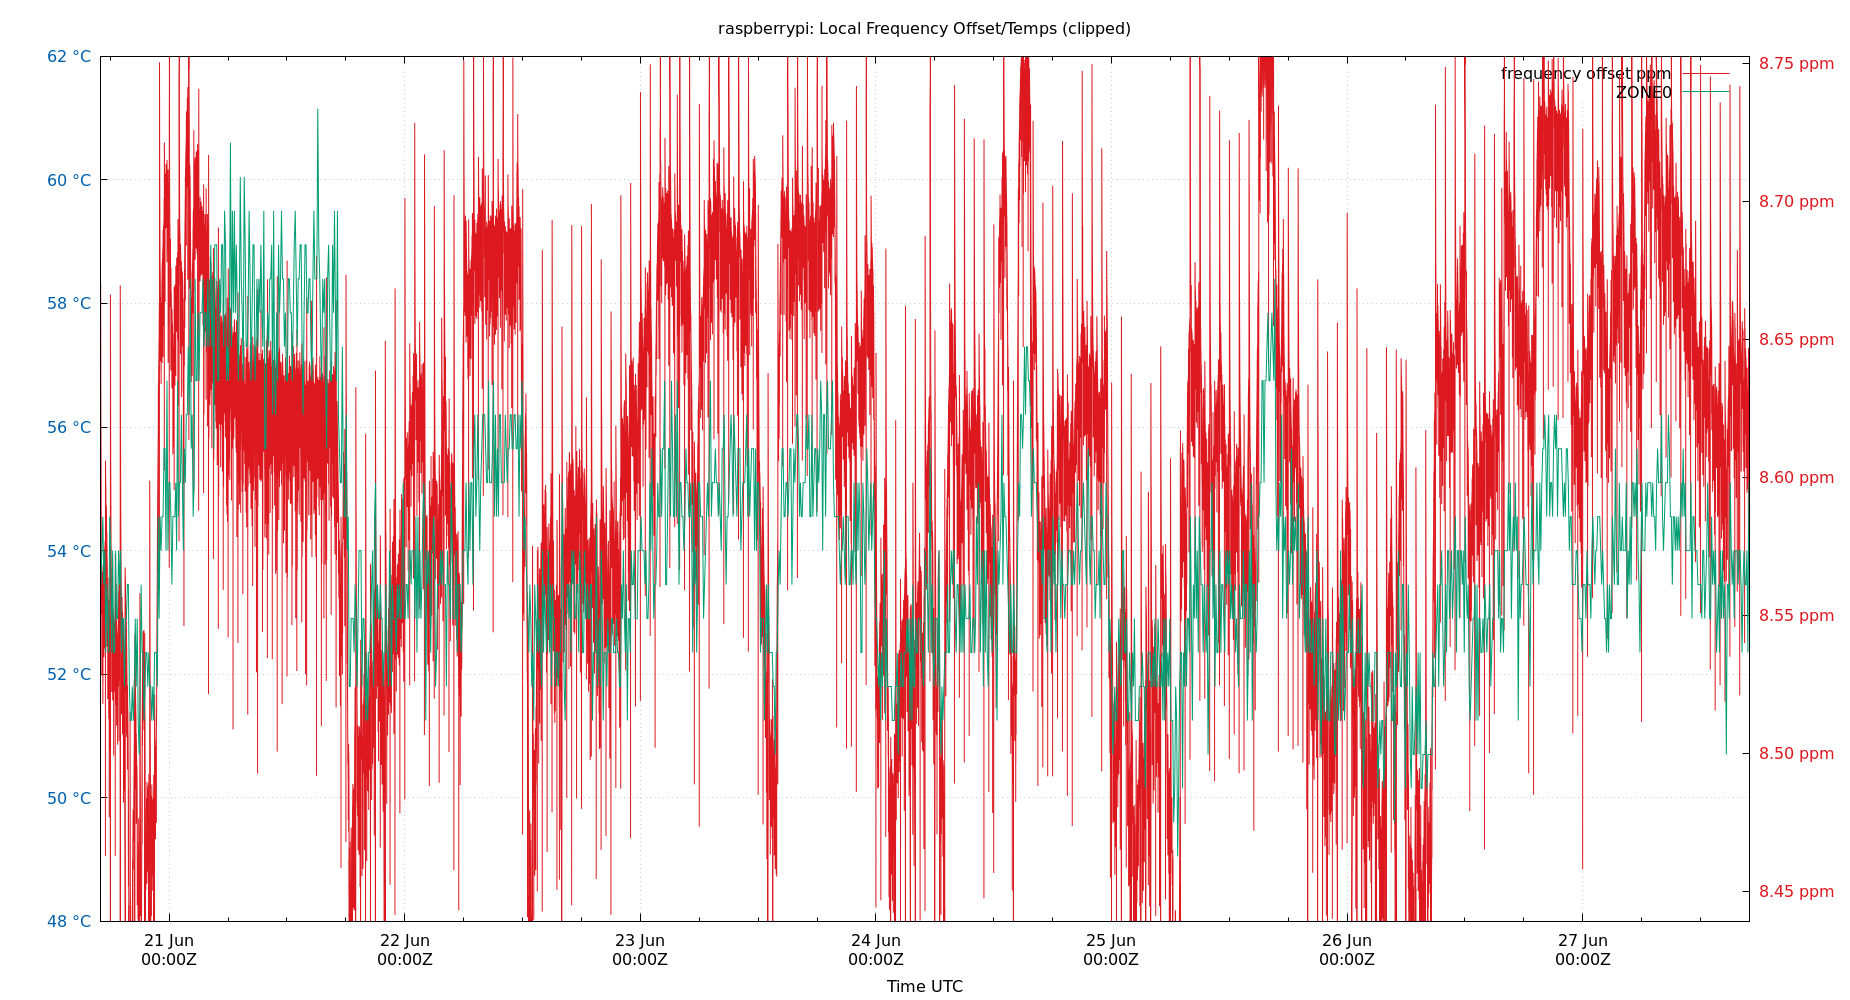 raspberrypi: Local Frequency Offset/Temps (clipped)
62 °C
60 °C
58 °C
56 °C
54 °C
52 °C
50 °C
48 °C
frequency offset ppm
ZONE0
8.75 ppm
8.70 ppm
8.65 ppm
8.60 ppm
8.55 ppm
8.50 ppm
8.45 ppm
21 Jun 22 Jun 23 Jun 24 Jun 25 Jun 26 Jun 27 Jun
00:00Z 00:00Z 00:00Z 00:00Z 00:00Z 00:00Z 00:00Z
Time UTC